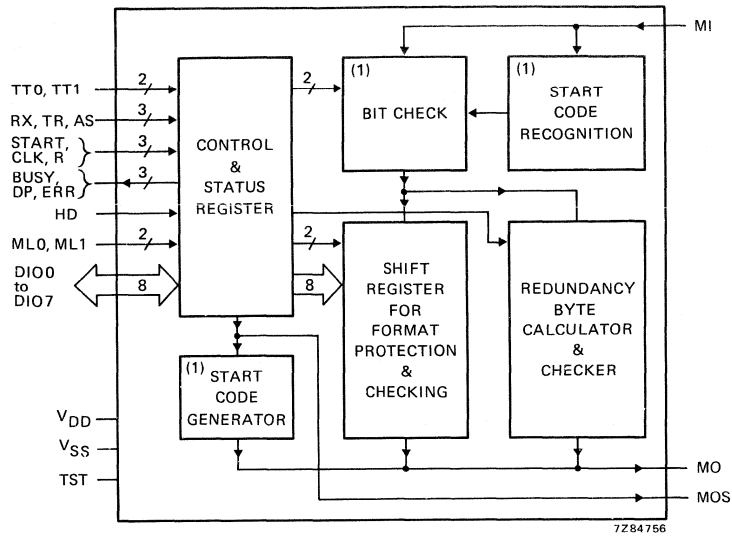 MI
TT0, TT1
2
2
RX, TR, AS
3
START,
CLK, R
3
BUSY,
DP, ERR
3
HD
ML0, ML1
2
2
DIO0
to
DIO7
8
8
CONTROL
&
STATUS
REGISTER
(1)
BIT CHECK
(1)
START
CODE
RECOGNITION
SHIFT
REGISTER
FOR
FORMAT
PROTECTION
&
CHECKING
REDUNDANCY
BYTE
CALCULATOR
&
CHECKER
(1)
START
CODE
GENERATOR
VDD
VSS
TST
MO
MOS
7Z84756